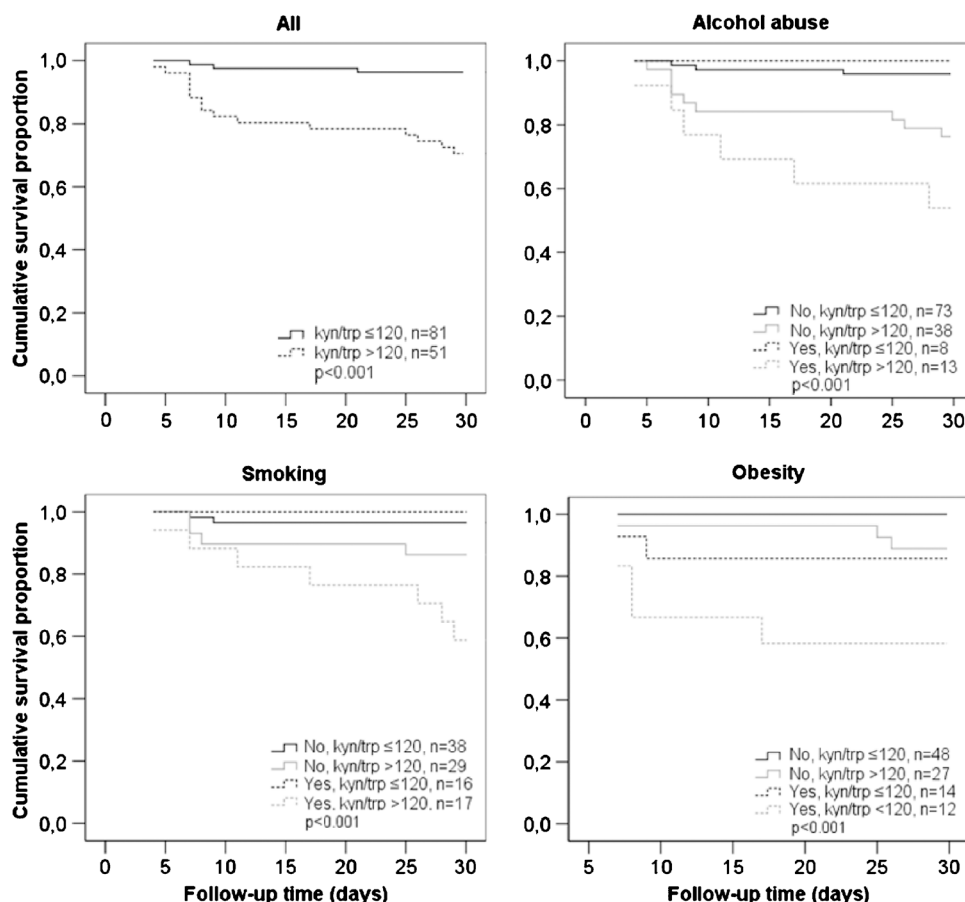 All
Cumulative survival proportion
1,0
0,8
0,6
0,4
0,2
0,0
kyn/trp ≤120, n=81
kyn/trp >120, n=51
p<0.001
0 5 10 15 20 25 30
Alcohol abuse
1,0
0,8
0,6
0,4
0,2
0,0
No, kyn/trp ≤120, n=73
No, kyn/trp >120, n=38
Yes, kyn/trp ≤120, n=8
Yes, kyn/trp >120, n=13
p<0.001
0 5 10 15 20 25 30
Smoking
Cumulative survival proportion
1,0
0,8
0,6
0,4
0,2
0,0
No, kyn/trp ≤120, n=38
No, kyn/trp >120, n=29
Yes, kyn/trp ≤120, n=16
Yes, kyn/trp >120, n=17
p<0.001
0 5 10 15 20 25 30
Follow-up time (days)
Obesity
1,0
0,8
0,6
0,4
0,2
0,0
No, kyn/trp ≤120, n=48
No, kyn/trp >120, n=27
Yes, kyn/trp ≤120, n=14
Yes, kyn/trp <120, n=12
p<0.001
5 10 15 20 25 30
Follow-up time (days)